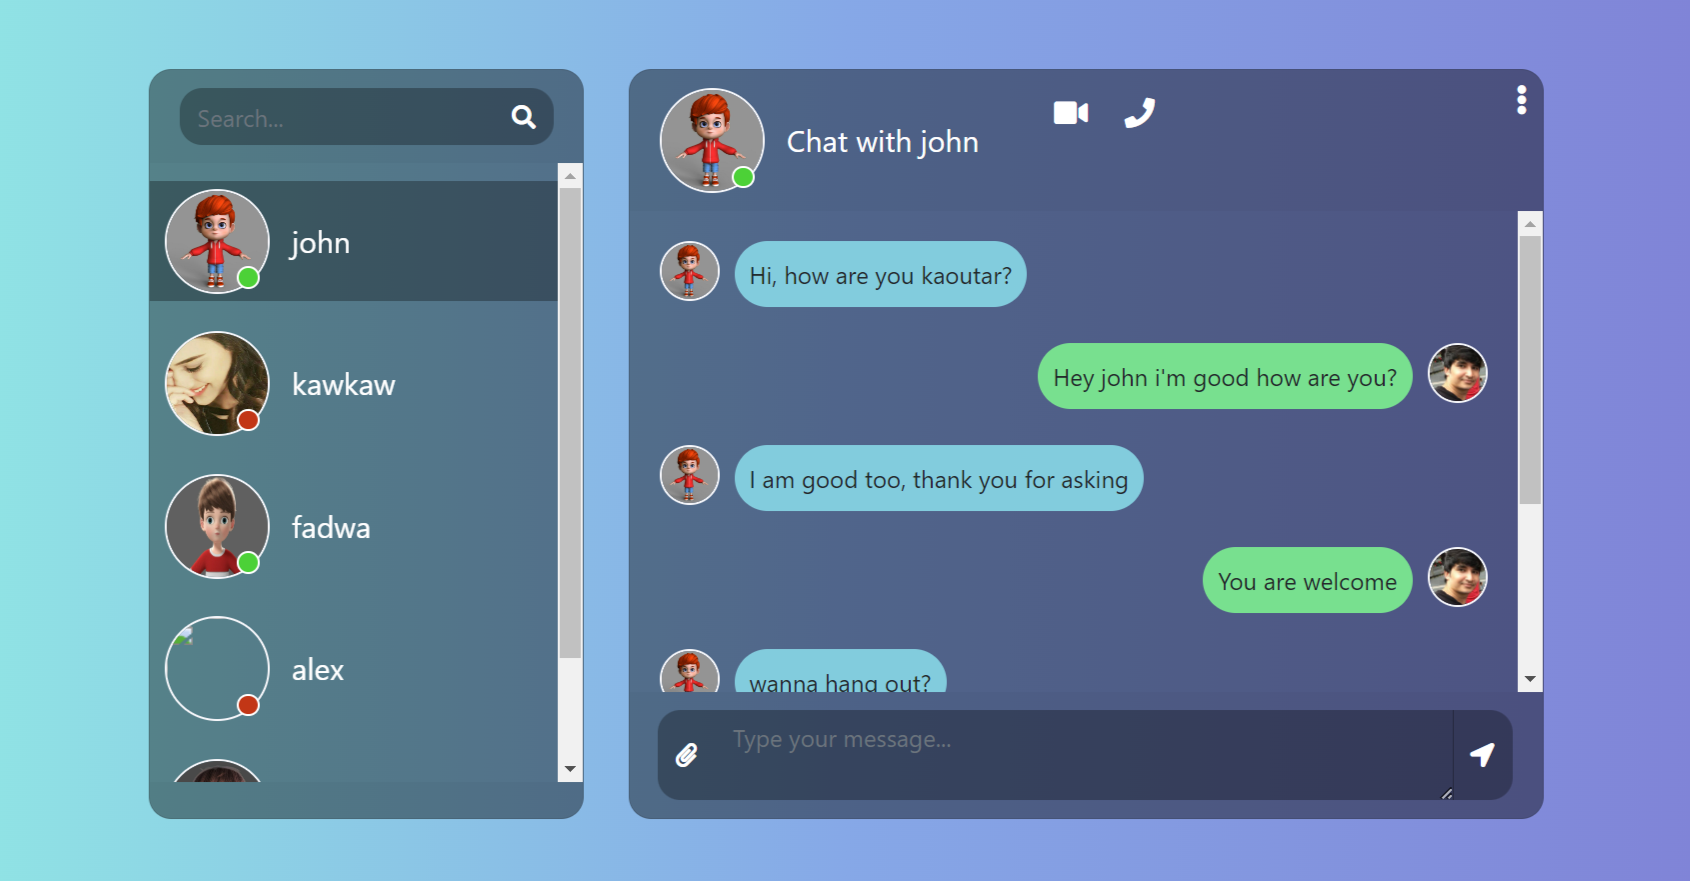 Search...
john
kawkaw
fadwa
alex
Chat with john
Hi, how are you kaoutar?
Hey john i'm good how are you?
I am good too, thank you for asking
You are welcome
wanna hang out?
Type your message...